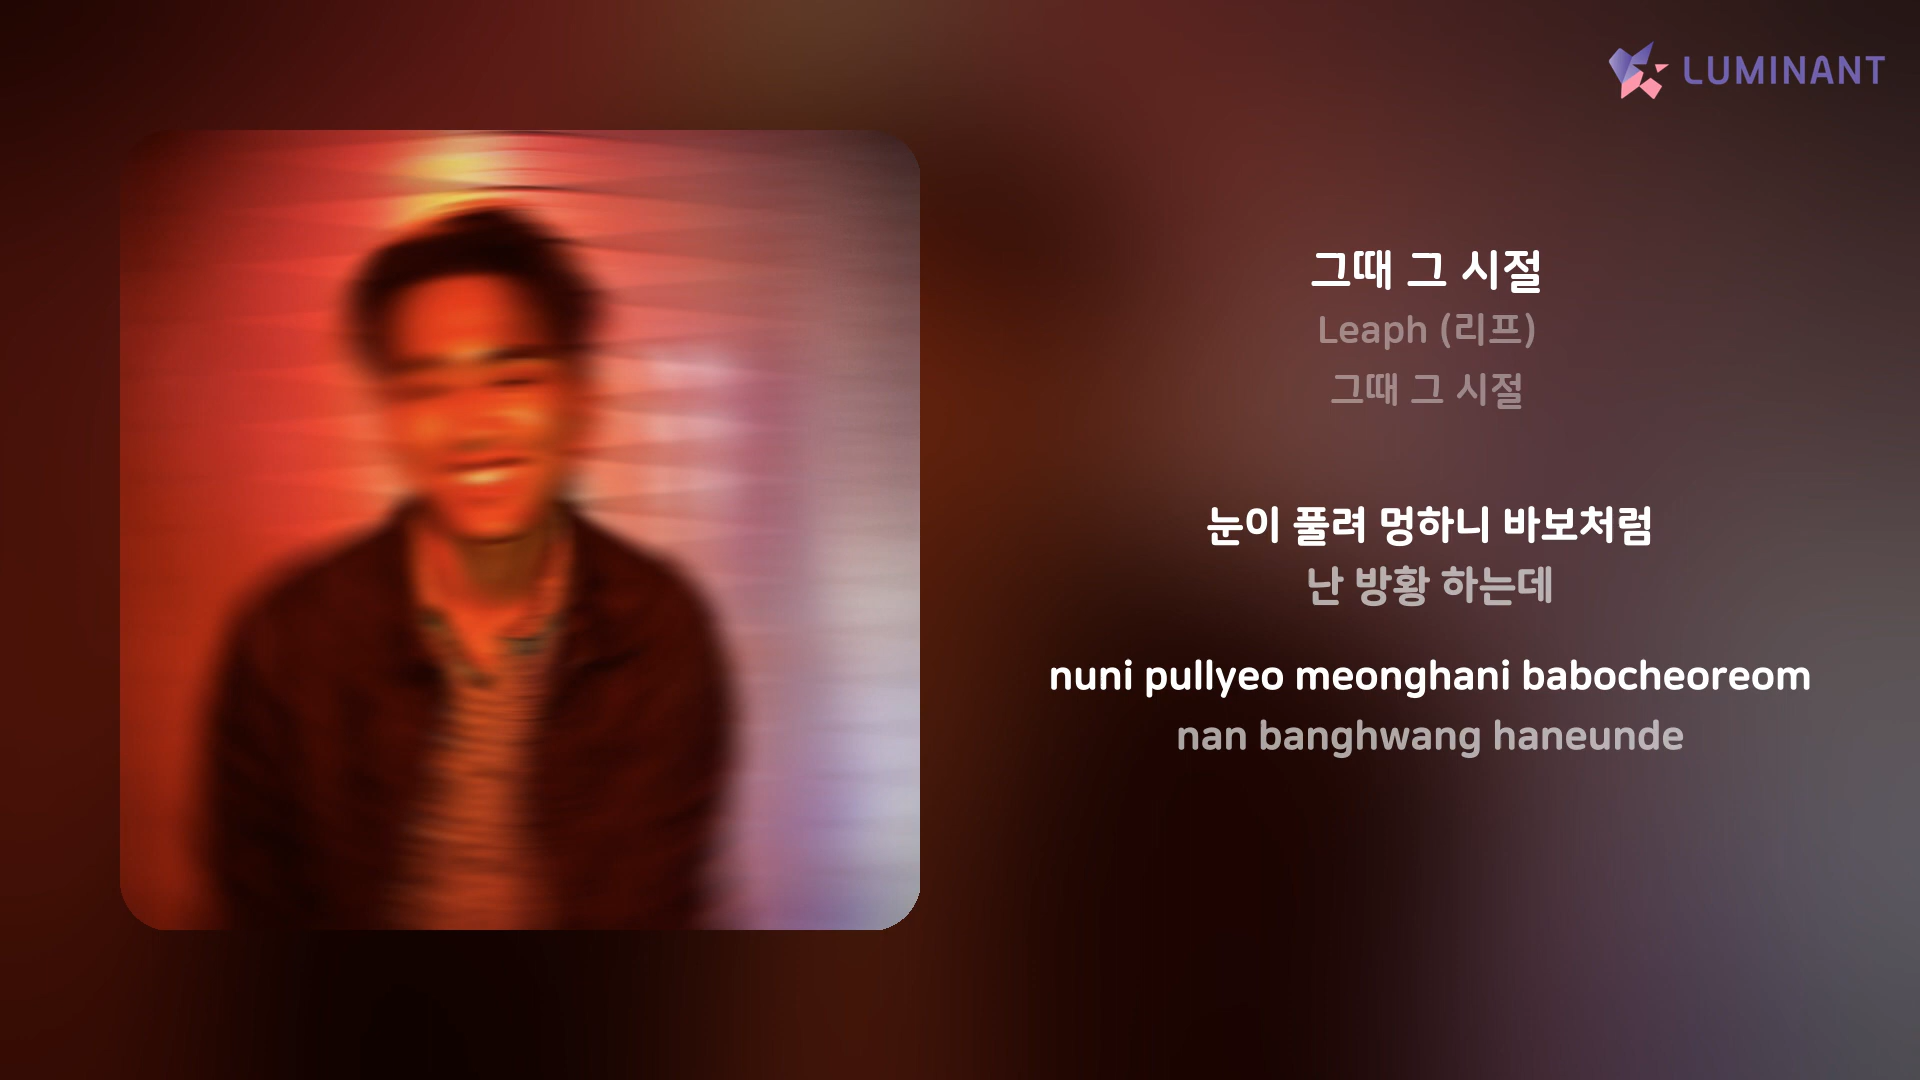 LUMINANT
그때 그 시절
Leaph (리프)
그때 그 시절
눈이 풀려 멍하니 바보처럼
난 방황 하는데
nuni pullyeo meonghani babocheoreom
nan banghwang haneunde